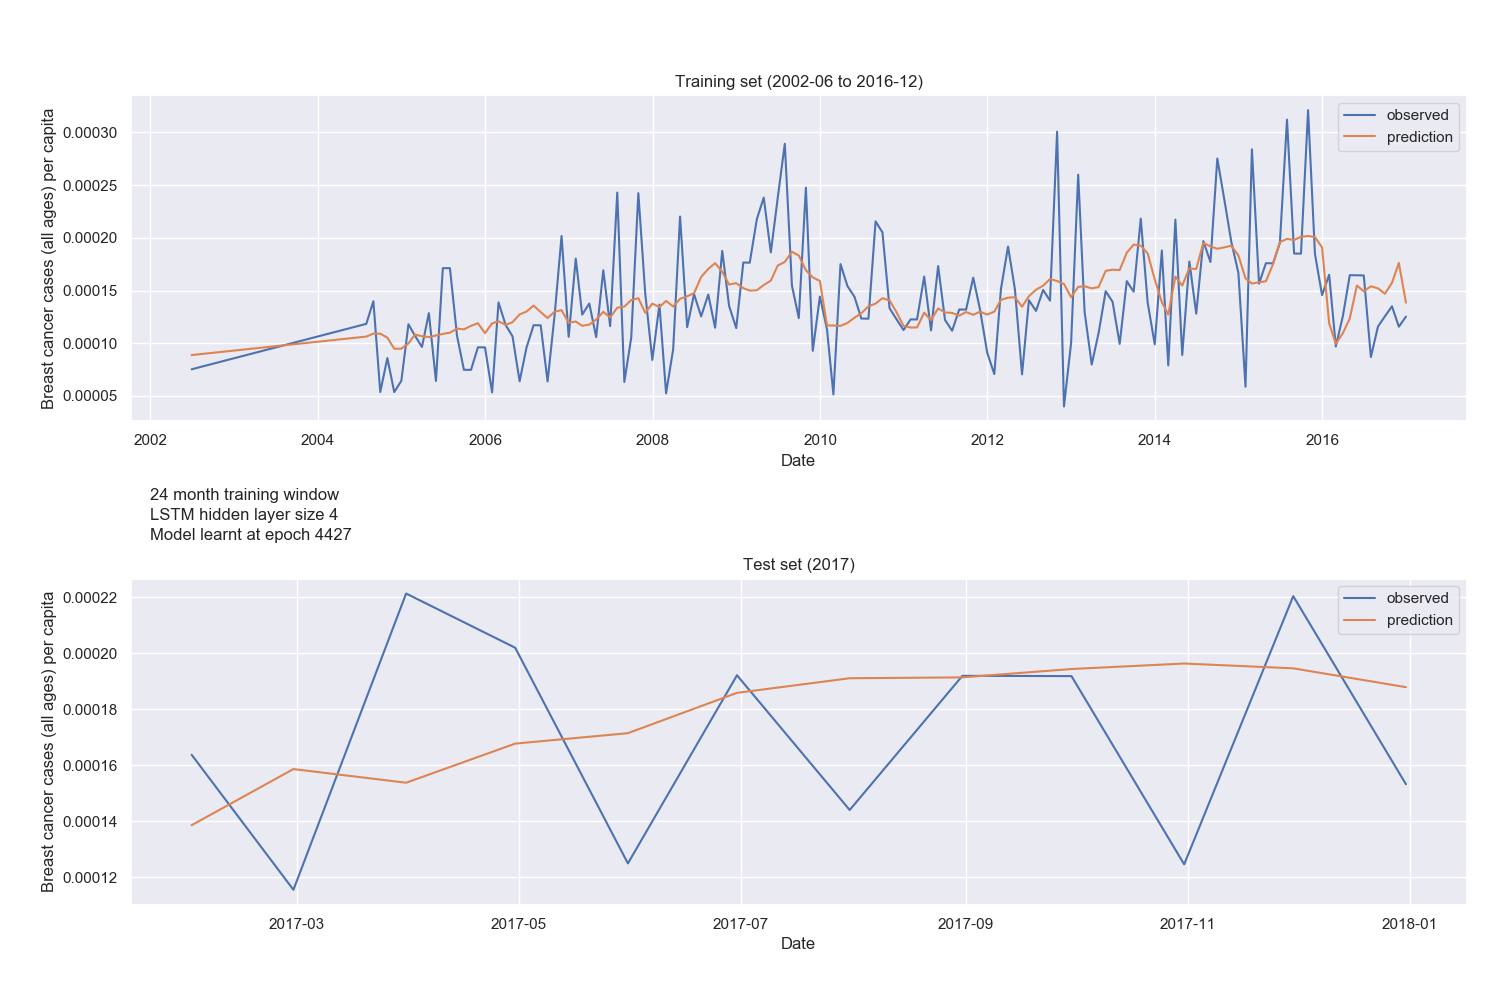 Training set (2002-06 to 2016-12)
Breast cancer cases (all ages) per capita
0.00030
0.00025
0.00020
0.00015
0.00010
0.00005
observed
prediction
2002 2004 2006 2008 2010 2012 2014 2016
Date
24 month training window
LSTM hidden layer size 4
Model learnt at epoch 4427
Test set (2017)
Breast cancer cases (all ages) per capita
0.00022
0.00020
0.00018
0.00016
0.00014
0.00012
observed
prediction
2017-03 2017-05 2017-07 2017-09 2017-11 2018-01
Date